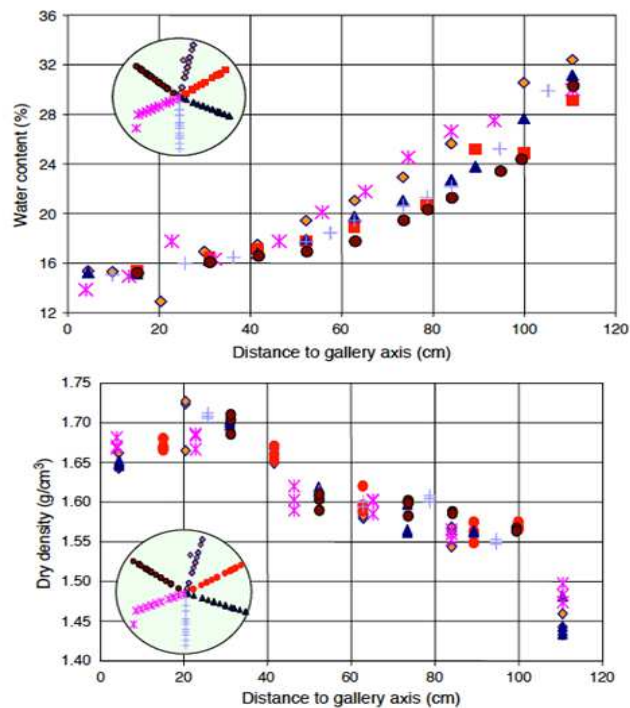 36
32
28
24
20
16
12
Water content (%)
0 20 40 60 80 100 120
Distance to gallery axis (cm)
1.75
1.70
1.65
1.60
1.55
1.50
1.45
1.40
Dry density (g/cm³)
0 20 40 60 80 100 120
Distance to gallery axis (cm)